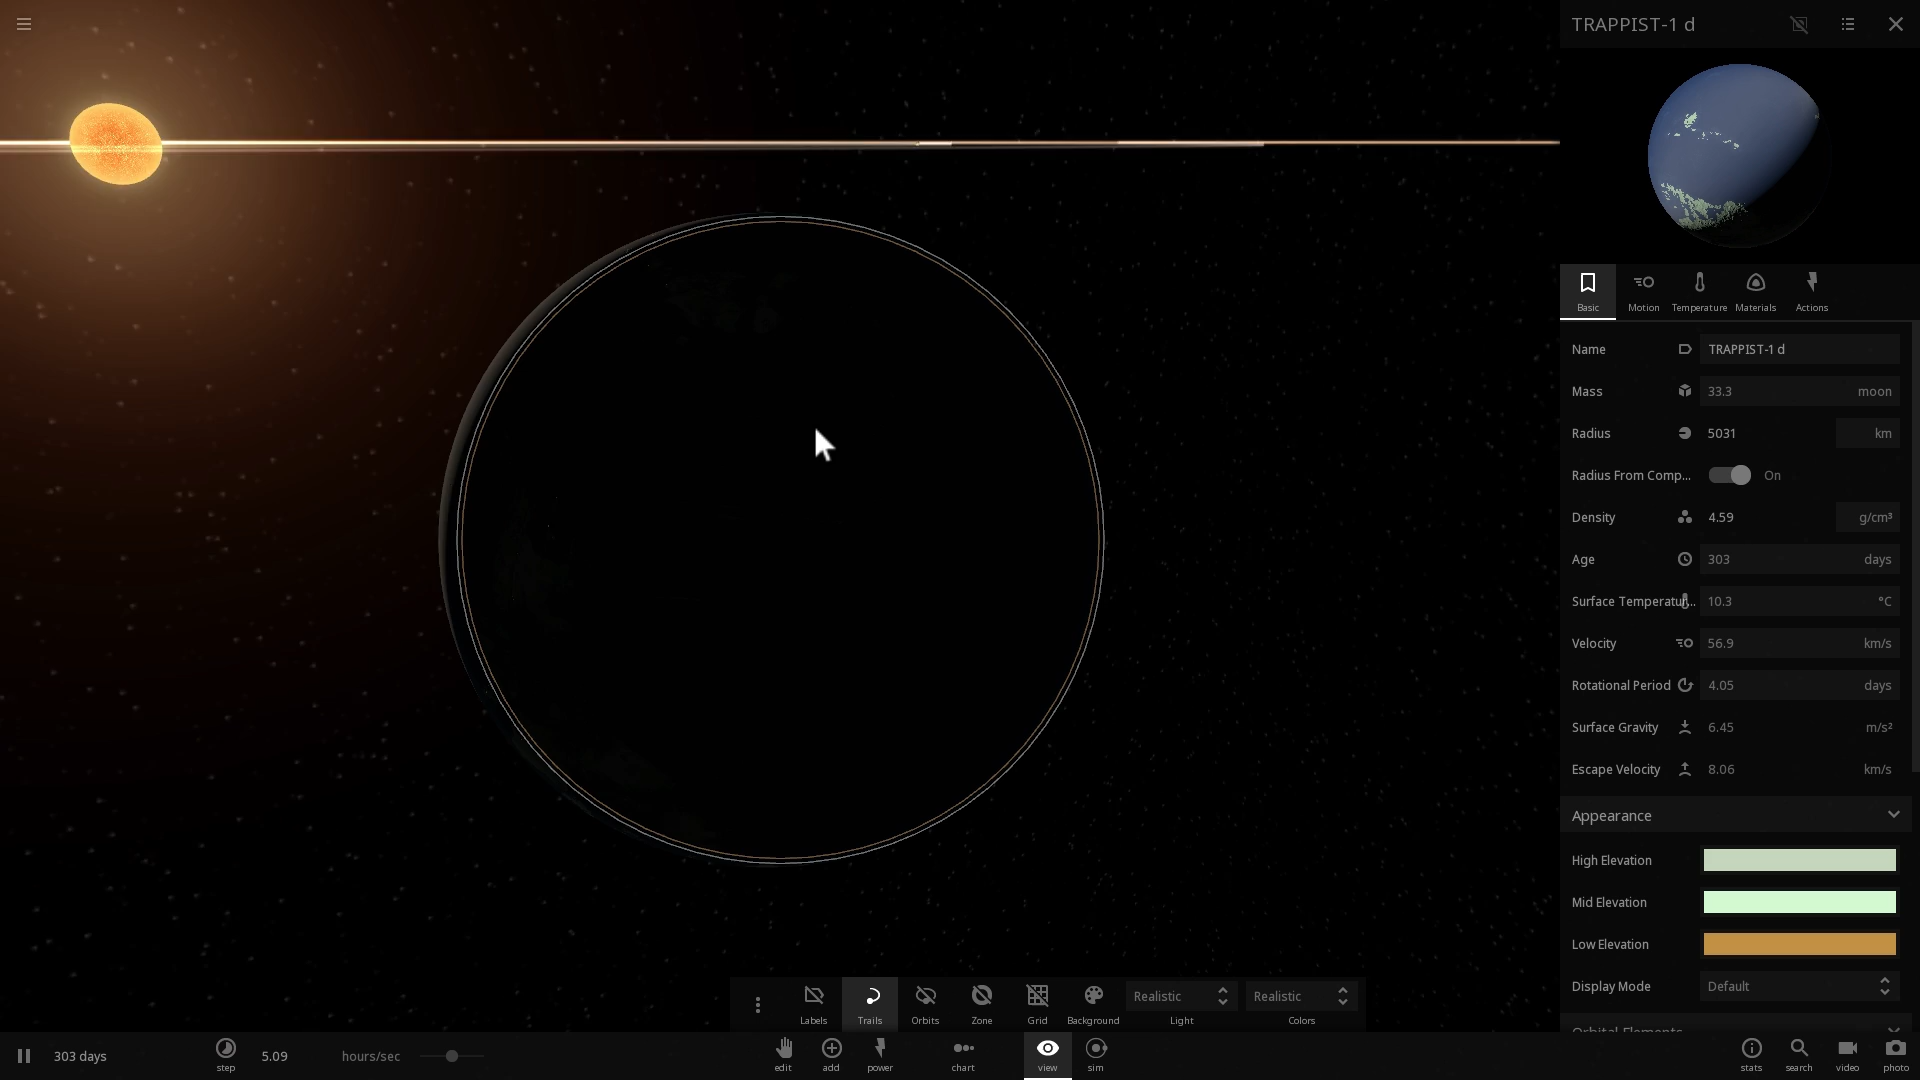 TRAPPIST-1 d
Basic
Motion
Temperature
Materials
Actions
Name TRAPPIST-1 d
Mass 33.3 moon
Radius 5031 km
Radius From Comp... On
Density 4.59 g/cm³
Age 303 days
Surface Temperatur... 10.3 °C
Velocity 56.9 km/s
Rotational Period 4.05 days
Surface Gravity 6.45 m/s²
Escape Velocity 8.06 km/s
Appearance
High Elevation
Mid Elevation
Low Elevation
Display Mode Default
Orbital Elements
Labels
Trails
Orbits
Zone
Grid
Background
Realistic
Light
Realistic
Colors
303 days
step
5.09 hours/sec
edit
add
power
chart
view
sim
stats
search
video
photo